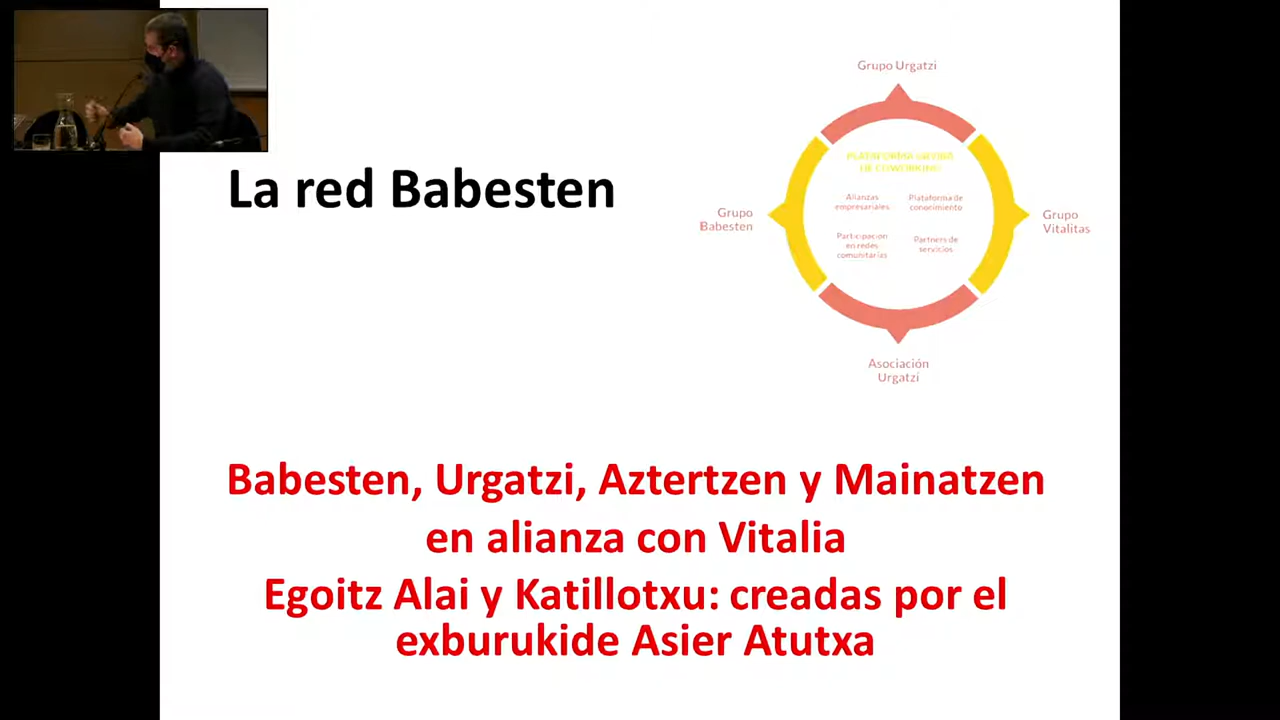 La red Babesten
Grupo Urgatzi
Grupo
Babesten
Grupo
Vitalitas
Asociación
Urgatzi
DE COWORKING
Alianzas
empresariales
Plataforma de
conocimiento
Participación
en redes
comunitarias
Partners de
servicios
Babesten, Urgatzi, Aztertzen y Mainatzen
en alianza con Vitalia
Egoitz Alai y Katillotxu: creadas por el
exburukide Asier Atutxa